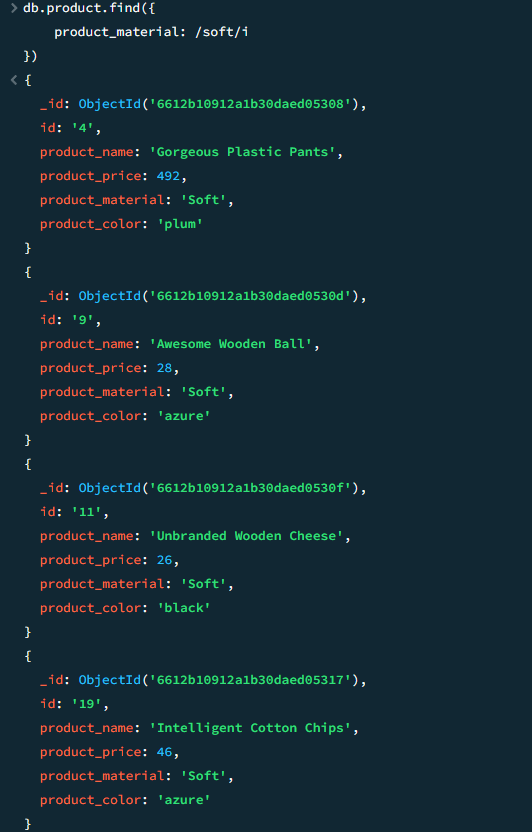 db.product.find({
product_material: /soft/i
})
{
_id: ObjectId('6612b10912a1b30daed05308'),
id: '4',
product_name: 'Gorgeous Plastic Pants',
product_price: 492,
product_material: 'Soft',
product_color: 'plum'
}
{
_id: ObjectId('6612b10912a1b30daed0530d'),
id: '9',
product_name: 'Awesome Wooden Ball',
product_price: 28,
product_material: 'Soft',
product_color: 'azure'
}
{
_id: ObjectId('6612b10912a1b30daed0530f'),
id: '11',
product_name: 'Unbranded Wooden Cheese',
product_price: 26,
product_material: 'Soft',
product_color: 'black'
}
{
_id: ObjectId('6612b10912a1b30daed05317'),
id: '19',
product_name: 'Intelligent Cotton Chips',
product_price: 46,
product_material: 'Soft',
product_color: 'azure'
}